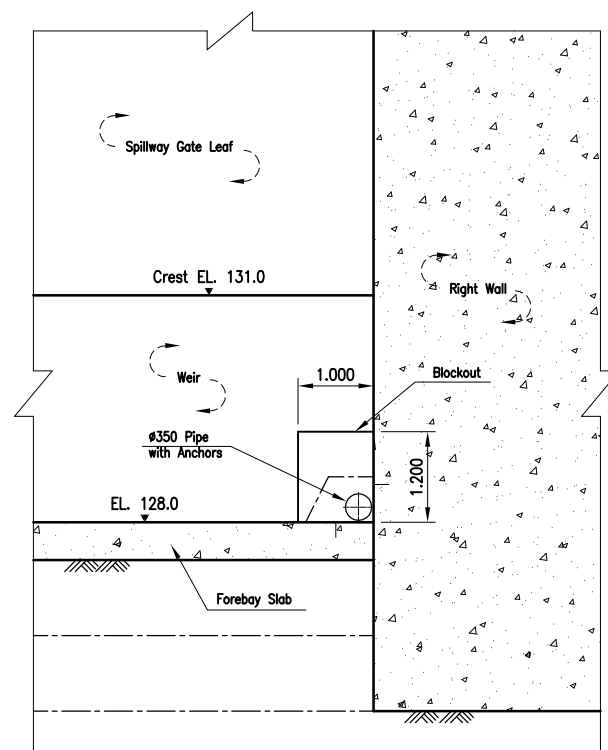 Spillway Gate Leaf
Crest EL. 131.0
Right Wall
Weir
1.000
Blockout
ø350 Pipe
with Anchors
1.200
EL. 128.0
Forebay Slab